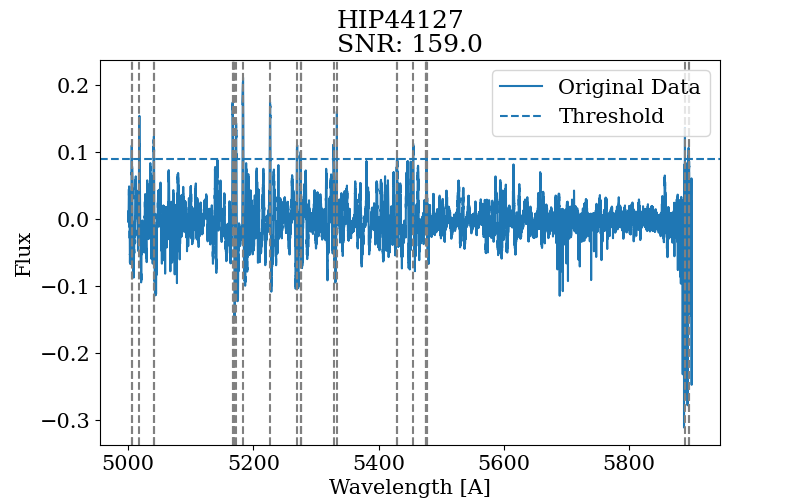 HIP44127
SNR: 159.0
Original Data
Threshold
0.2
0.1
0.0
−0.1
−0.2
−0.3
Flux
5000 5200 5400 5600 5800
Wavelength [A]